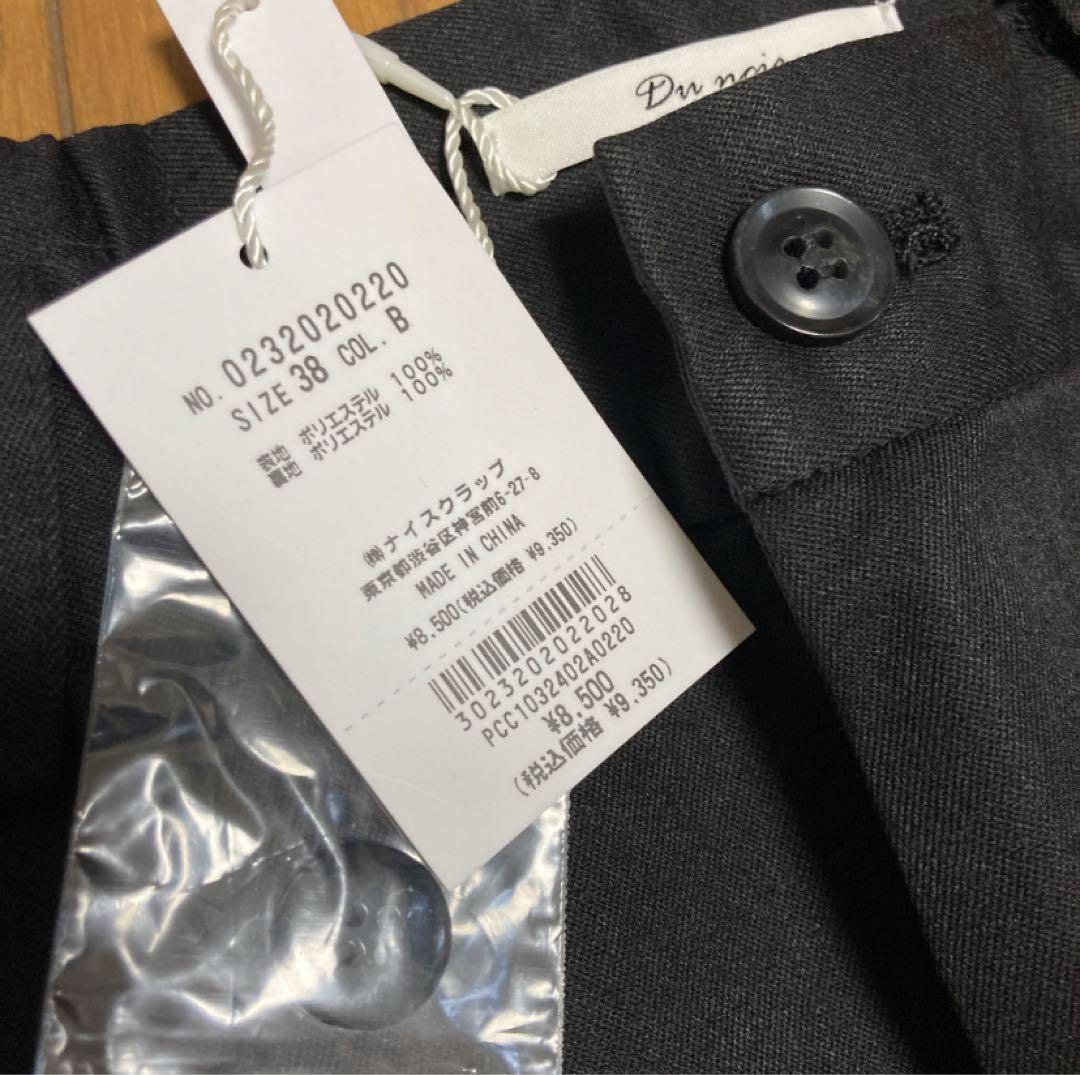 Du nois
NO. 0232020220
SIZE 38 COL. B
表地 ポリエステル 100%
裏地 ポリエステル 100%
㈱ナイスクラップ
東京都渋谷区神宮前6-27-8
MADE IN CHINA
¥8,500(税込価格 ¥9,350)
3023202022028
PCC1032402A0220
¥8,500
(税込価格 ¥9,350)